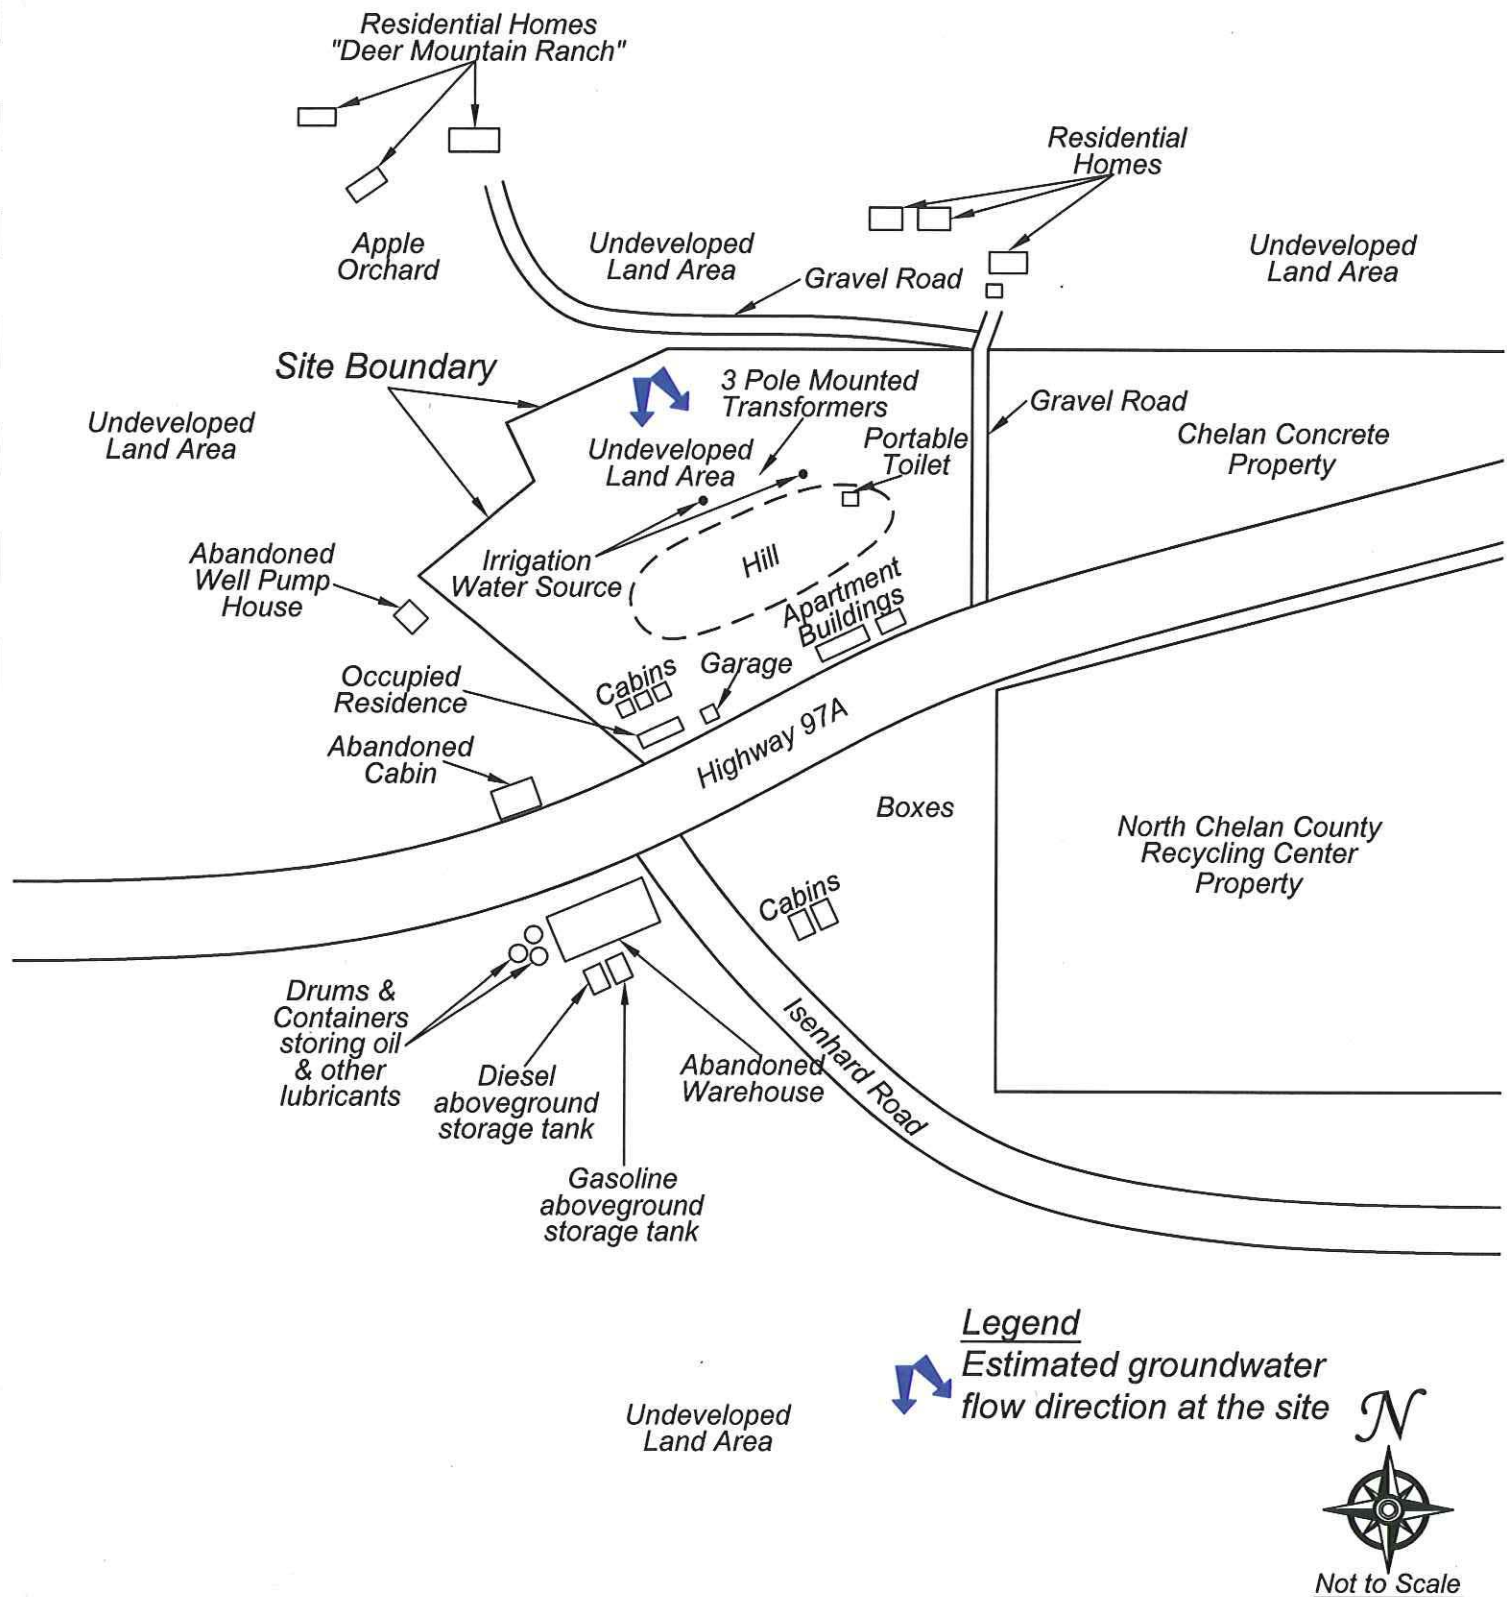 Residential Homes
"Deer Mountain Ranch"
Residential
Homes
Apple
Orchard
Undeveloped
Land Area
Gravel Road
Undeveloped
Land Area
Site Boundary
3 Pole Mounted
Transformers
Gravel Road
Undeveloped
Land Area
Undeveloped
Land Area
Portable
Toilet
Chelan Concrete
Property
Abandoned
Well Pump
House
Irrigation
Water Source
Hill
Apartment
Buildings
Occupied
Residence
Cabins
Garage
Abandoned
Cabin
Highway 97A
Boxes
North Chelan County
Recycling Center
Property
Cabins
Drums &
Containers
storing oil
& other
lubricants
Diesel
aboveground
storage tank
Abandoned
Warehouse
Isenhard Road
Gasoline
aboveground
storage tank
Legend
Estimated groundwater
flow direction at the site
Undeveloped
Land Area
N
Not to Scale